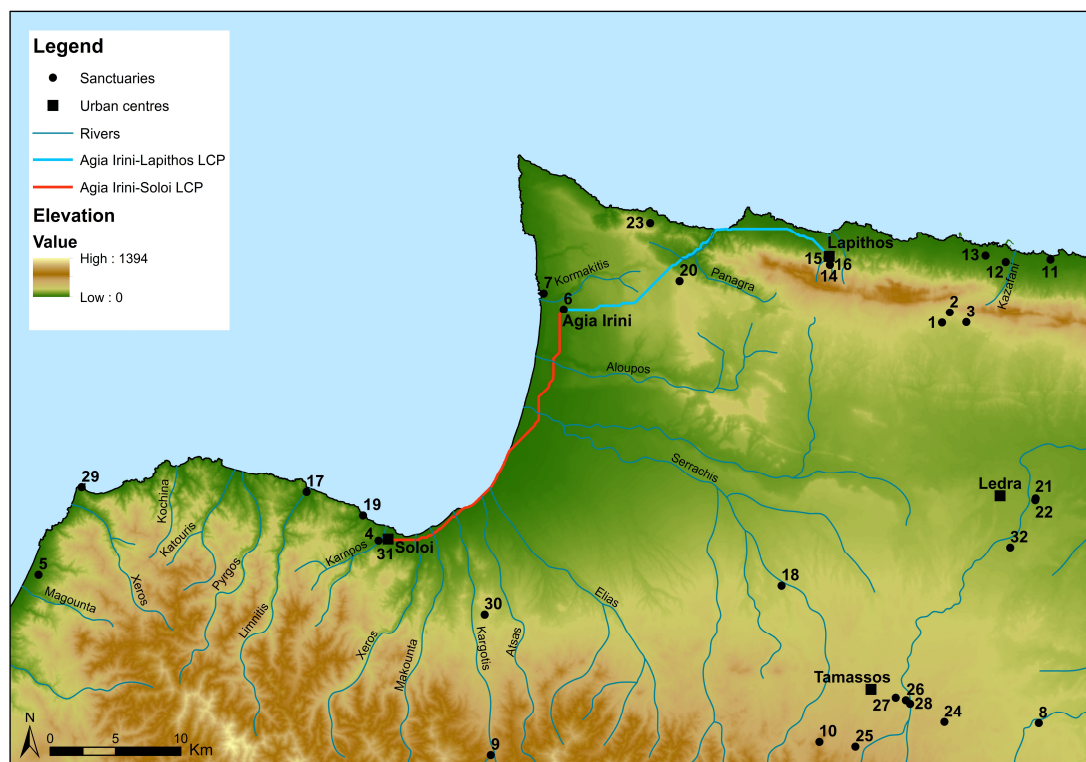 Legend
Sanctuaries
Urban centres
Rivers
Agia Irini-Lapithos LCP
Agia Irini-Soloi LCP
Elevation
Value
High : 1394
Low : 0
23
Lapithos
15
16
14
13
12
11
Kazafani
20
Panagra
Kormakitis
7
6
Agia Irini
2
1
3
Aloupos
Serrachis
Ledra
21
22
32
29
17
Kochina
Katouris
19
4
Soloi
31
Karnoos
5
Magounta
Xeros
Pyrgos
Limnitis
18
30
Elias
Xeros
Makounta
Kargotis
Atsas
Tamassos
26
27
28
24
8
10
25
9
N
0 5 10
Km